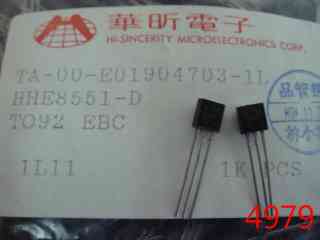 華昕電子
HI-SINCERITY MICROELECTRONICS CORP.
TA-00-E01904703-1L
HHE8551-D
TO92 EBC
1L11 1K PCS
4979